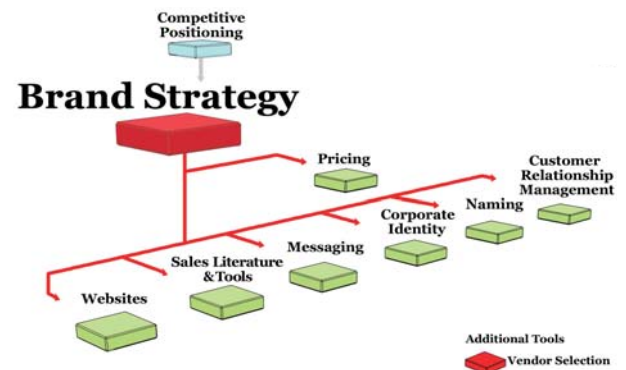 Competitive
Positioning
Brand Strategy
Pricing
Customer
Relationship
Management
Naming
Corporate
Identity
Messaging
Sales Literature
& Tools
Websites
Additional Tools
Vendor Selection